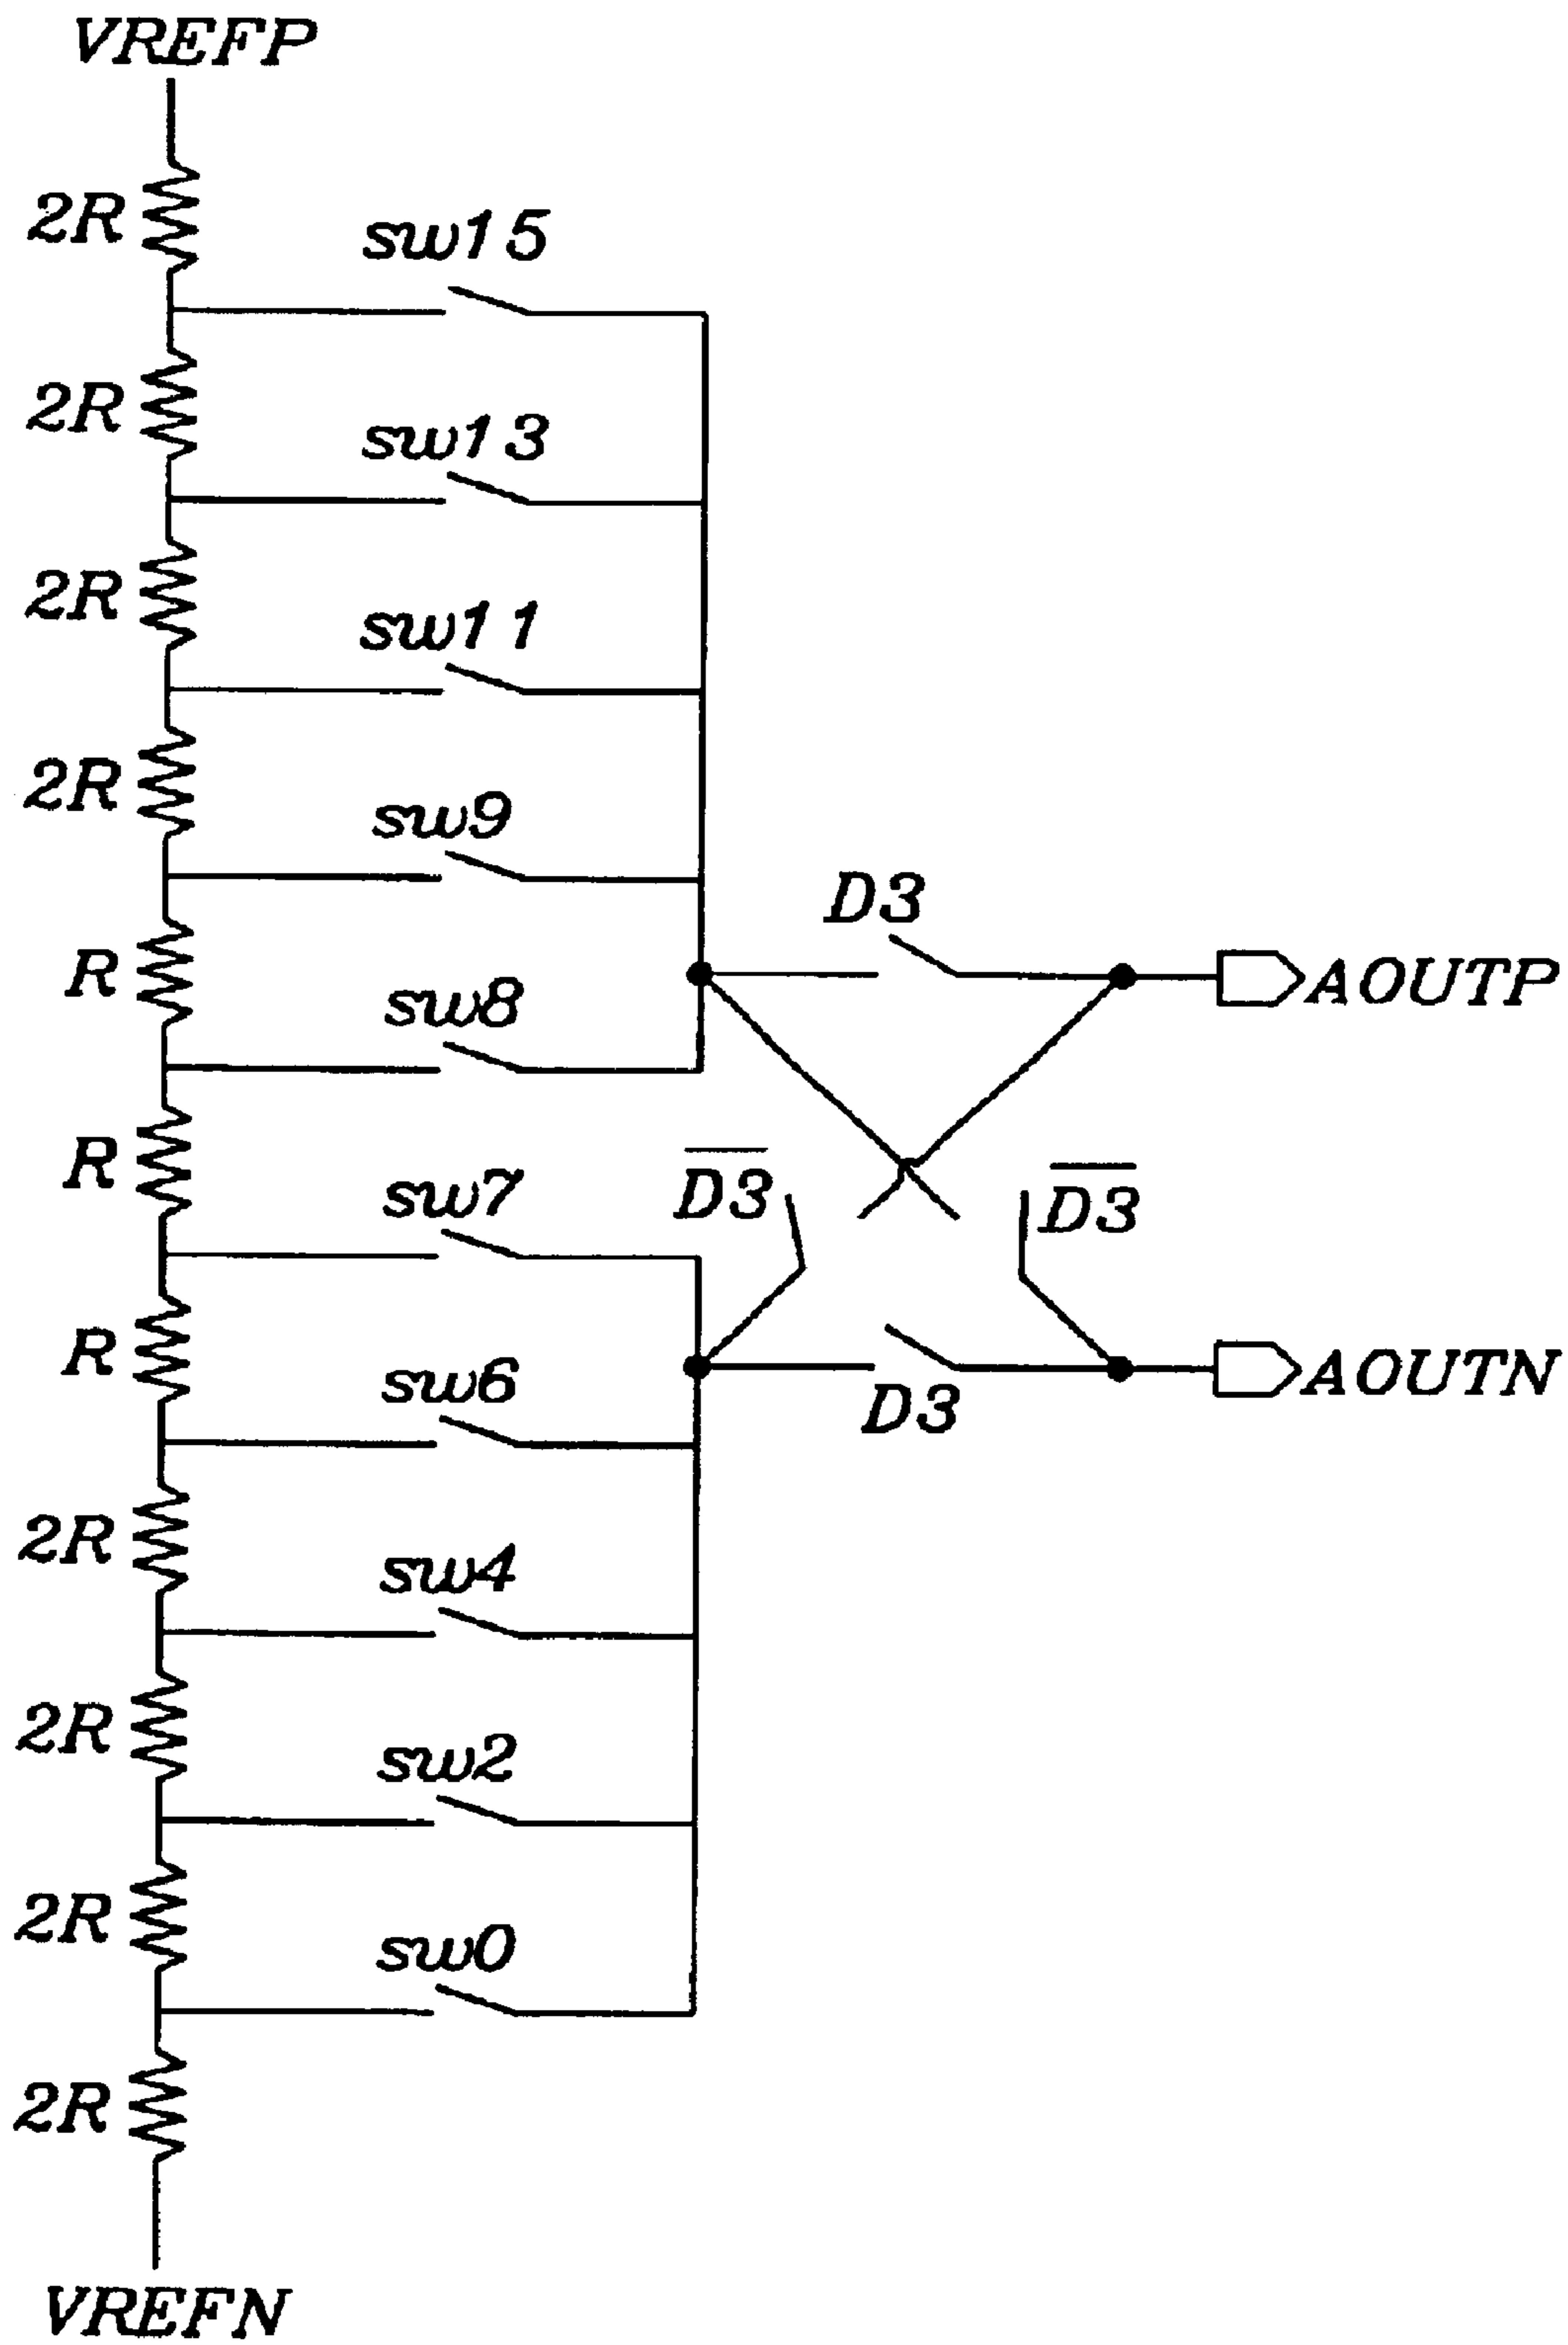 VREFP
2R
sw15
2R
sw13
2R
sw11
2R
sw9
D3
R
sw8
AOUTP
R
sw7
D3
D3
R
sw6
AOUTN
D3
2R
sw4
2R
sw2
2R
sw0
2R
VREFN